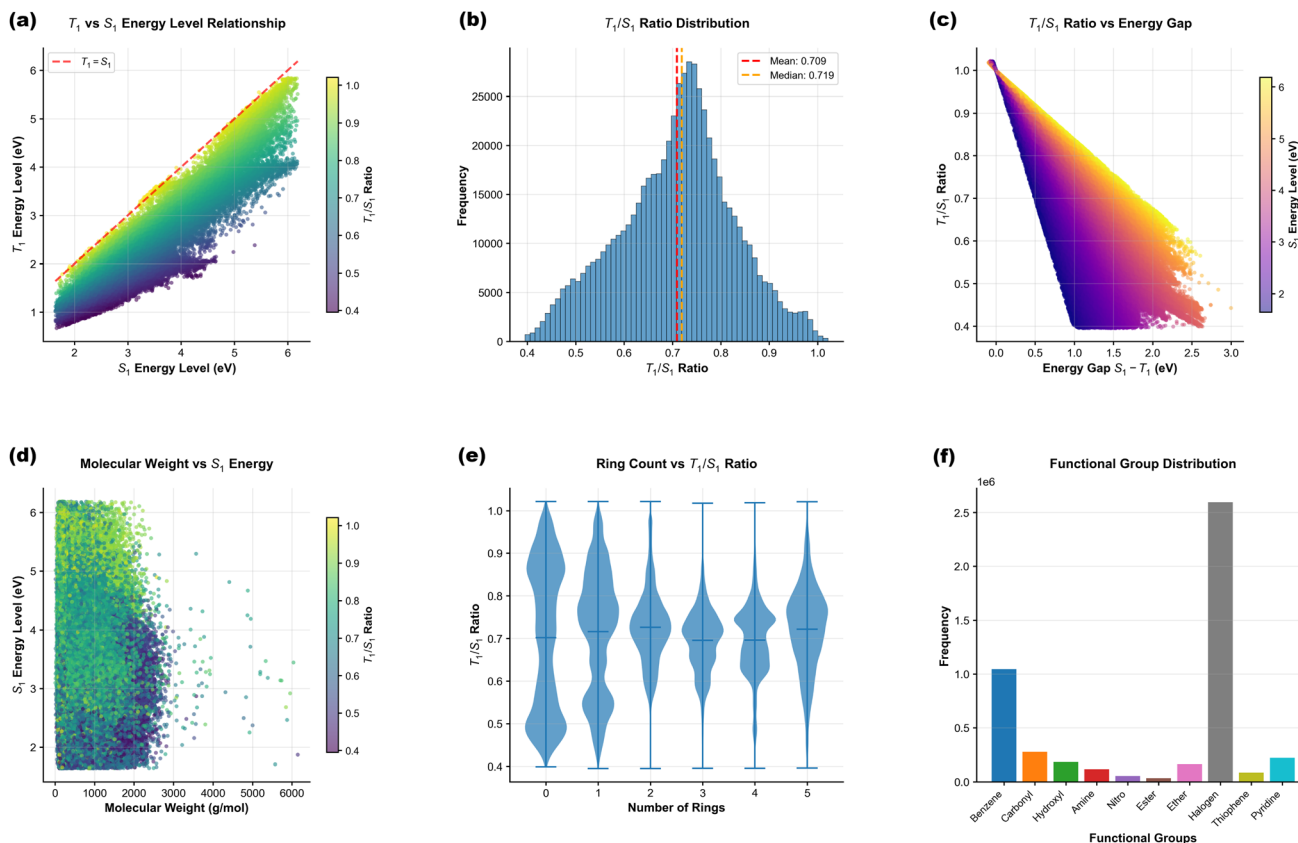 (a)
T₁ vs S₁ Energy Level Relationship
T₁ = S₁
6
5
4
3
2
1
T₁ Energy Level (eV)
2 3 4 5 6
S₁ Energy Level (eV)
1.0
0.9
0.8
0.7
0.6
0.5
0.4
T₁/S₁ Ratio
(b)
T₁/S₁ Ratio Distribution
Mean: 0.709
Median: 0.719
25000
20000
15000
10000
5000
0
Frequency
0.4 0.5 0.6 0.7 0.8 0.9 1.0
T₁/S₁ Ratio
(c)
T₁/S₁ Ratio vs Energy Gap
1.0
0.9
0.8
0.7
0.6
0.5
0.4
T₁/S₁ Ratio
0.0 0.5 1.0 1.5 2.0 2.5 3.0
Energy Gap S₁ − T₁ (eV)
6
5
4
3
2
S₁ Energy Level (eV)
(d)
Molecular Weight vs S₁ Energy
6
5
4
3
2
S₁ Energy Level (eV)
0 1000 2000 3000 4000 5000 6000
Molecular Weight (g/mol)
1.0
0.9
0.8
0.7
0.6
0.5
0.4
T₁/S₁ Ratio
(e)
Ring Count vs T₁/S₁ Ratio
1.0
0.9
0.8
0.7
0.6
0.5
0.4
T₁/S₁ Ratio
0 1 2 3 4 5
Number of Rings
(f)
Functional Group Distribution
1e6
2.5
2.0
1.5
1.0
0.5
0.0
Frequency
Benzene Carbonyl Hydroxyl Amine Nitro Ester Ether Halogen Thiophene Pyridine
Functional Groups